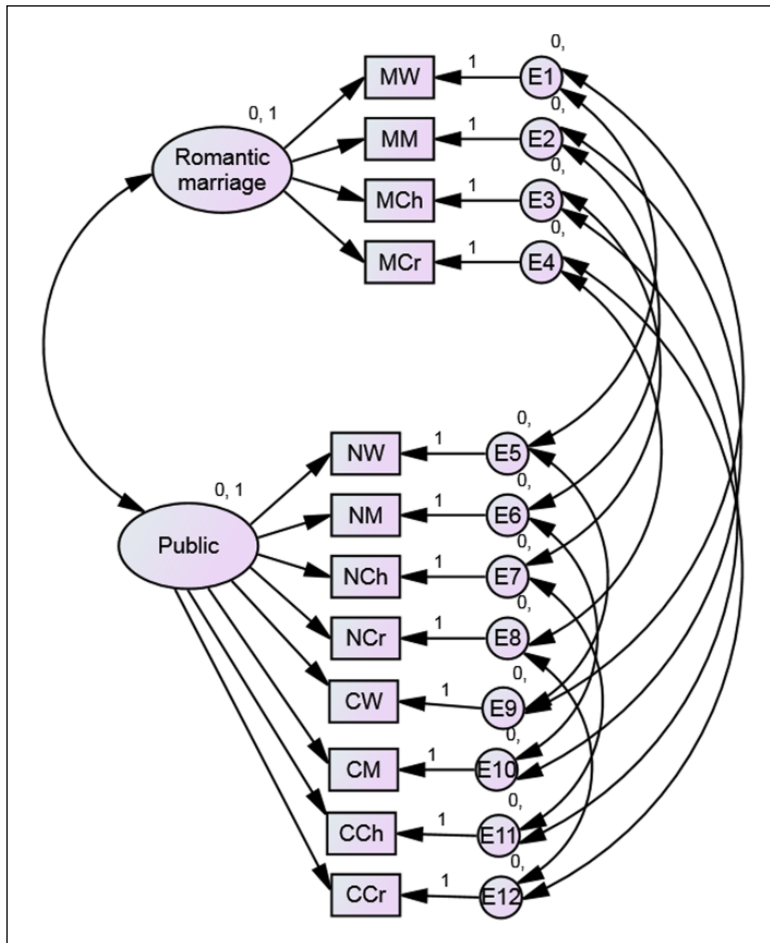 0,
MW 1 E1
0, 1
0,
MM 1 E2
Romantic
marriage
0,
MCh 1 E3
0,
MCr 1 E4
0,
NW 1 E5
0, 1
0,
NM 1 E6
Public
0,
NCh 1 E7
0,
NCr 1 E8
0,
CW 1 E9
0,
CM 1 E10
0,
CCh 1 E11
0,
CCr 1 E12